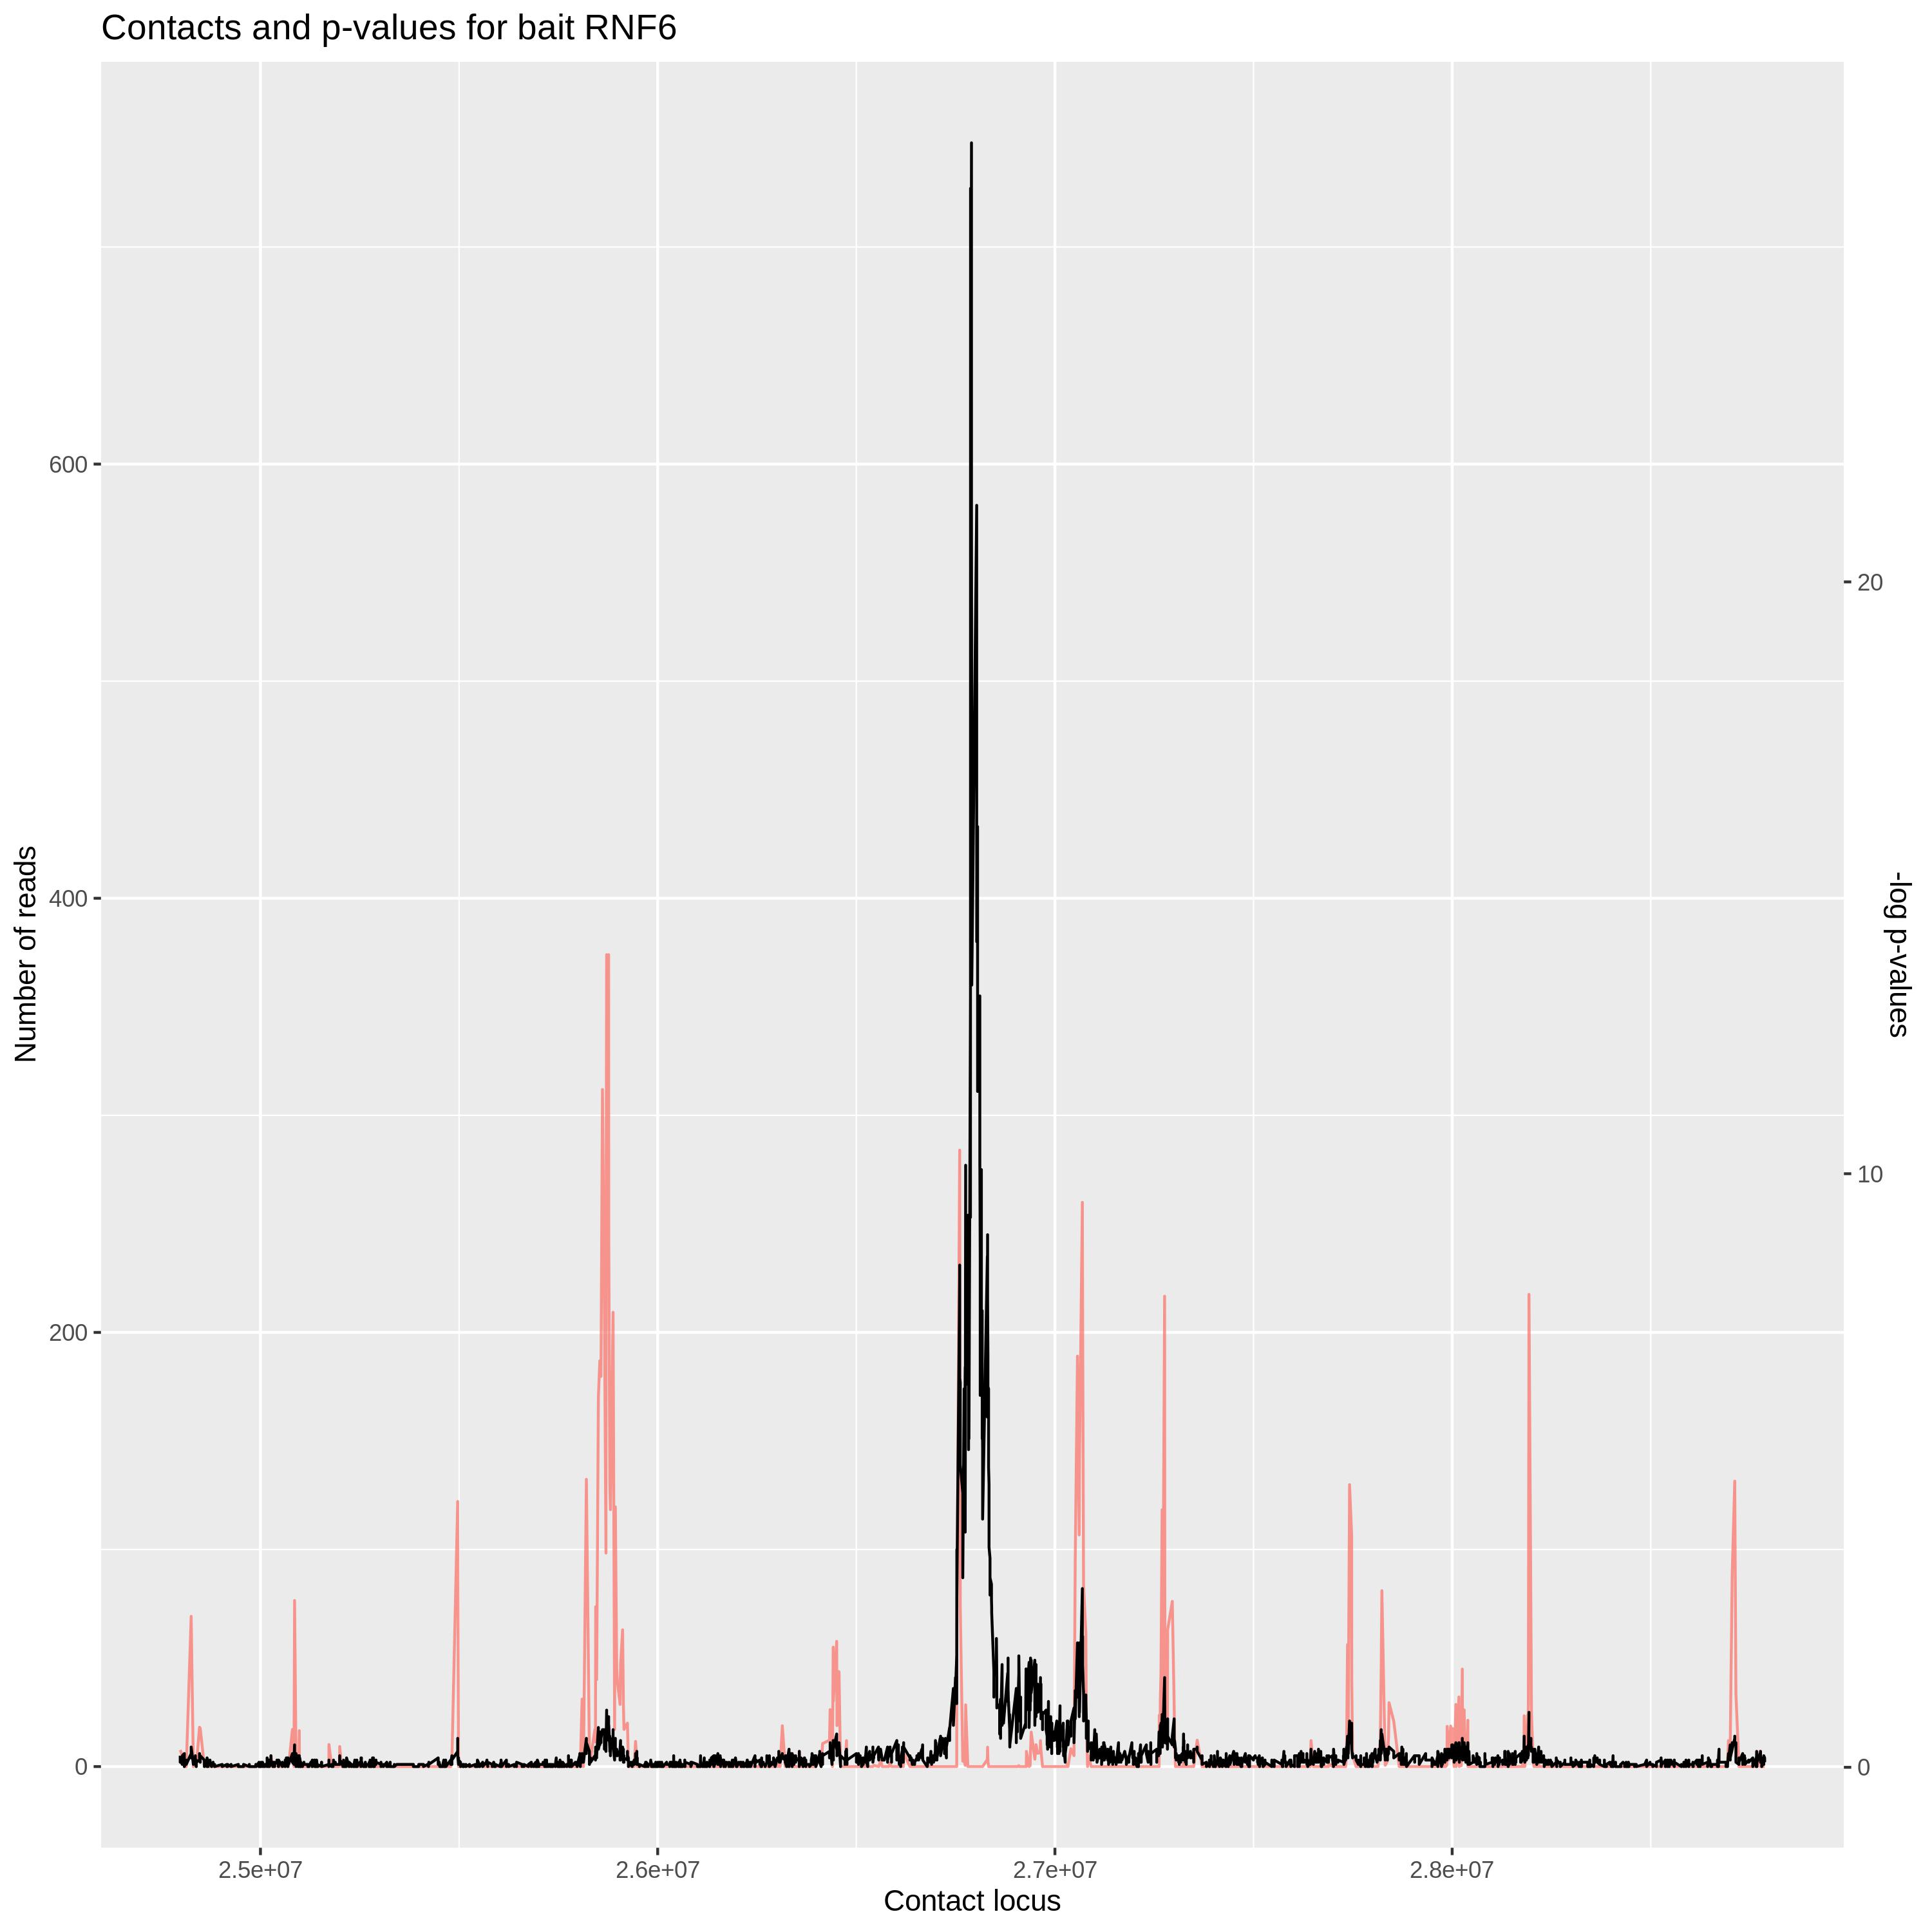 Contacts and p-values for bait RNF6
Number of reads
600
400
200
0
20
10
0
-log p-values
2.5e+07
2.6e+07
2.7e+07
2.8e+07
Contact locus